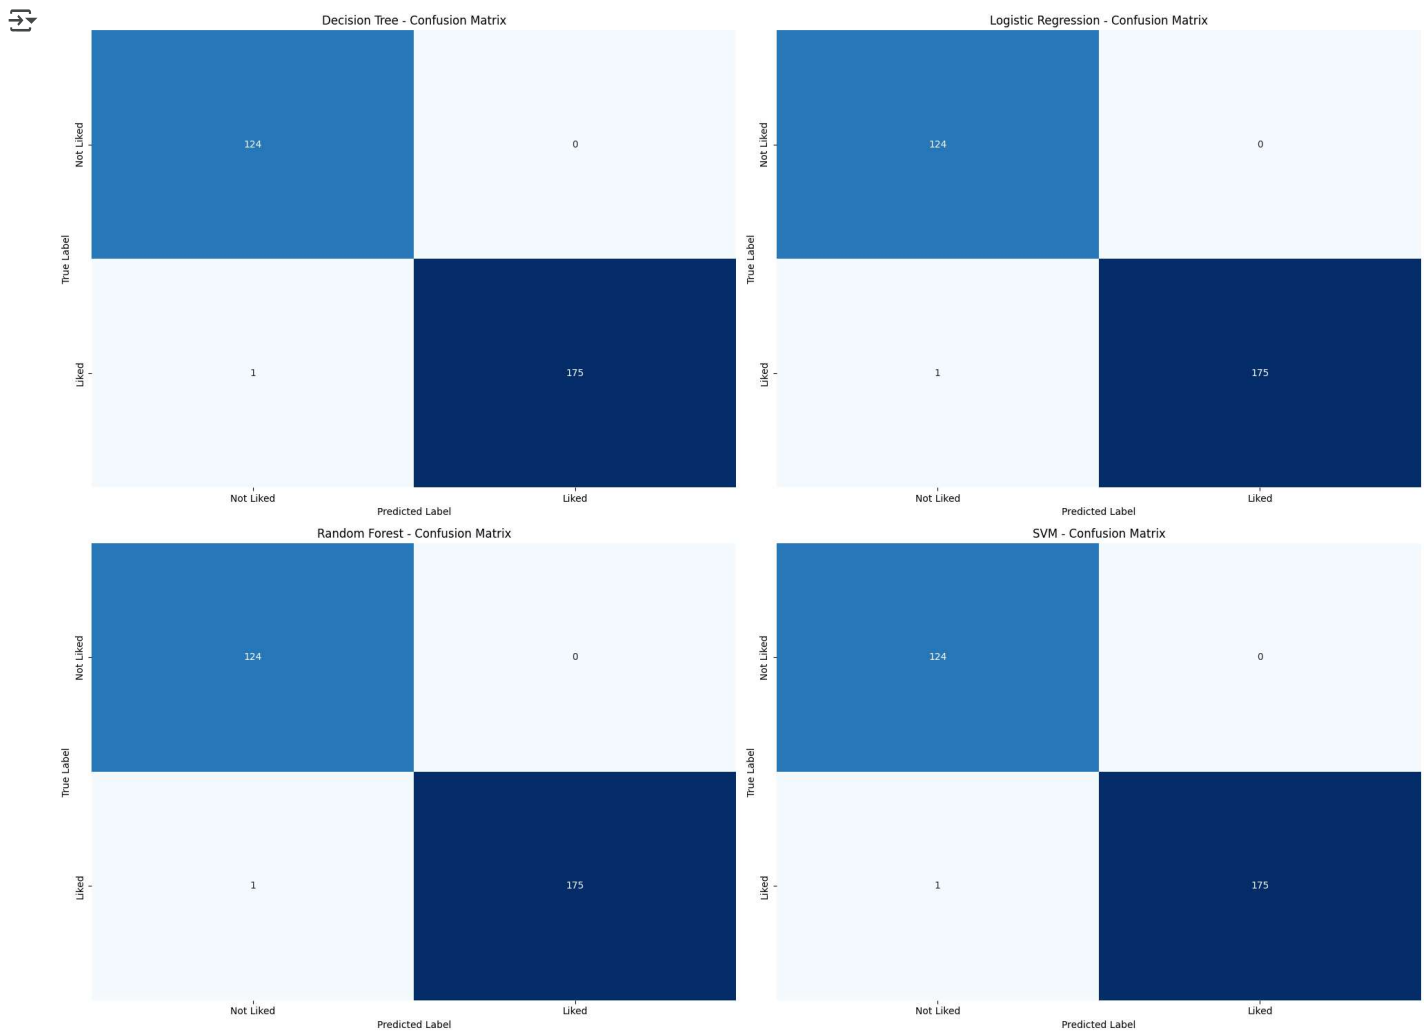 Decision Tree - Confusion Matrix
Not Liked
124
0
True Label
Liked
1
175
Not Liked
Liked
Predicted Label
Logistic Regression - Confusion Matrix
Not Liked
124
0
True Label
Liked
1
175
Not Liked
Liked
Predicted Label
Random Forest - Confusion Matrix
Not Liked
124
0
True Label
Liked
1
175
Not Liked
Liked
Predicted Label
SVM - Confusion Matrix
Not Liked
124
0
True Label
Liked
1
175
Not Liked
Liked
Predicted Label